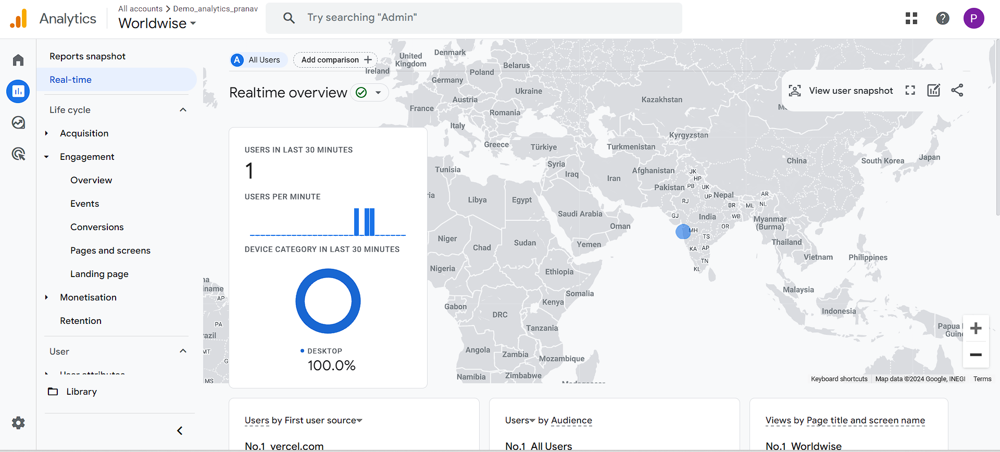 Analytics
All accounts > Demo_analytics_pranav
Worldwise
Try searching "Admin"
P
Reports snapshot
Real-time
Life cycle
Acquisition
Engagement
Overview
Events
Conversions
Pages and screens
Landing page
Monetisation
Retention
User
User attributes
Library
A All Users
Add comparison +
Realtime overview
View user snapshot
USERS IN LAST 30 MINUTES
1
USERS PER MINUTE
DEVICE CATEGORY IN LAST 30 MINUTES
DESKTOP
100.0%
United
Kingdom
Denmark
Ireland
Belarus
Poland
Germany
Ukraine
Austria
Kazakhstan
France
Romania
Italy
Kyrgyzstan
Greece
Türkiye
Turkmenistan
China
South Korea
Japan
Syria
Tunisia
Iraq
Afghanistan
JK
Iran
HP
Pakistan
PB
UK
Libya
Egypt
RJ
UP
Nepal
AR
BR
ML
NL
Saudi Arabia
GJ
India
WB
Myanmar
(Burma)
Oman
MH
OR
Niger
TS
Chad
Sudan
Yemen
KA
AP
Thailand
Vietnam
Philippines
Nigeria
Ethiopia
TN
KL
iname
AP
Somalia
Malaysia
Gabon
Kenya
DRC
Indonesia
PA
Tanzania
Papua
Guine
razil
Angola
Zambia
MT
Mozambique
G
Namibia
Zimbabwe
MS
Keyboard shortcuts
Map data ©2024 Google, INEGI
Terms
Users by First user source
No.1 vercel.com
Users by Audience
No.1 All Users
Views by Page title and screen name
No.1 Worldwise